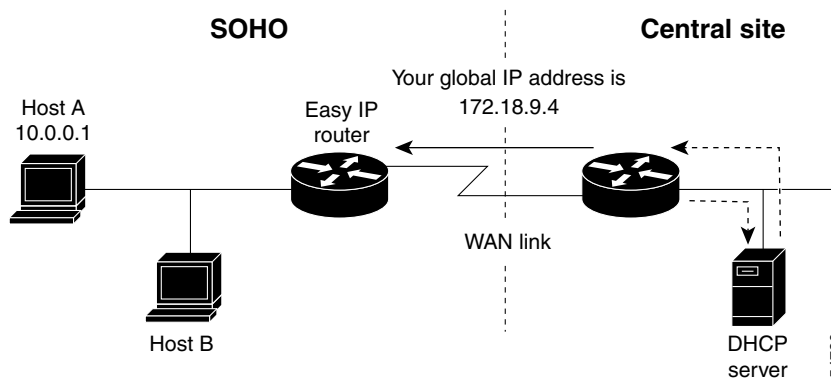 SOHO
Central site
Your global IP address is
172.18.9.4
Host A
10.0.0.1
Easy IP
router
WAN link
Host B
DHCP
server